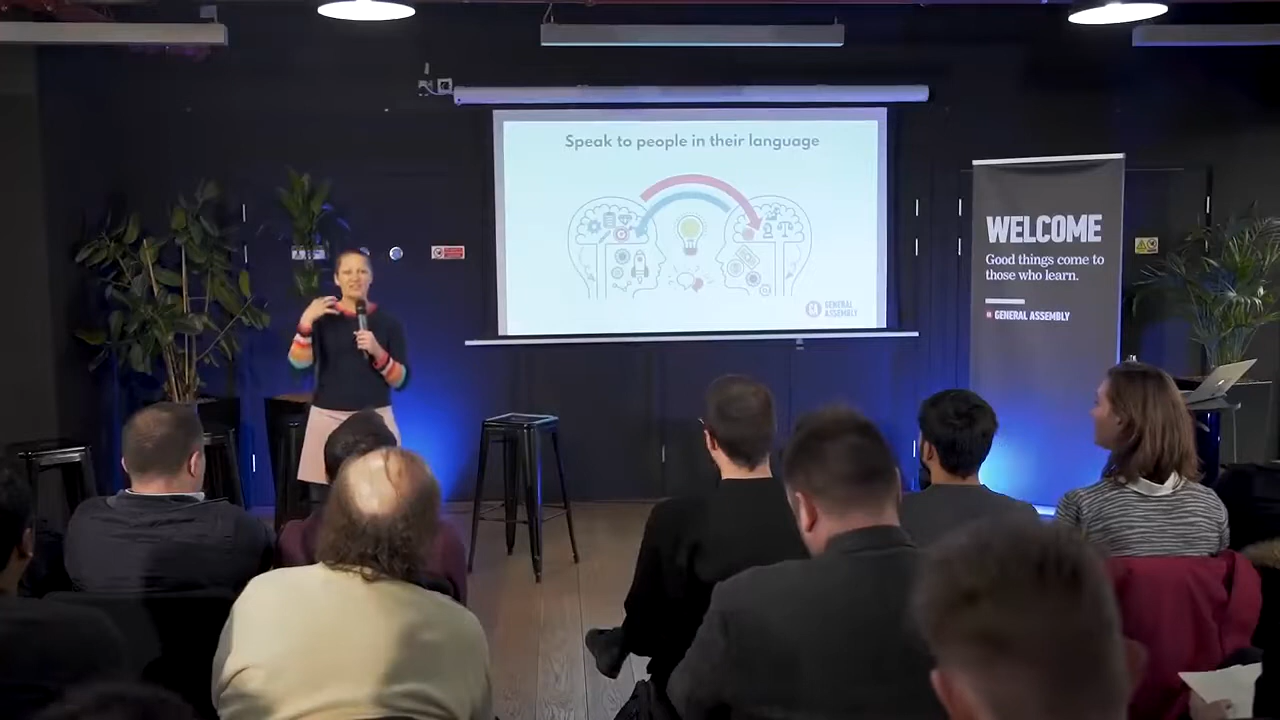 Speak to people in their language
GENERAL
ASSEMBLY
WELCOME
Good things come to
those who learn.
GENERAL ASSEMBLY